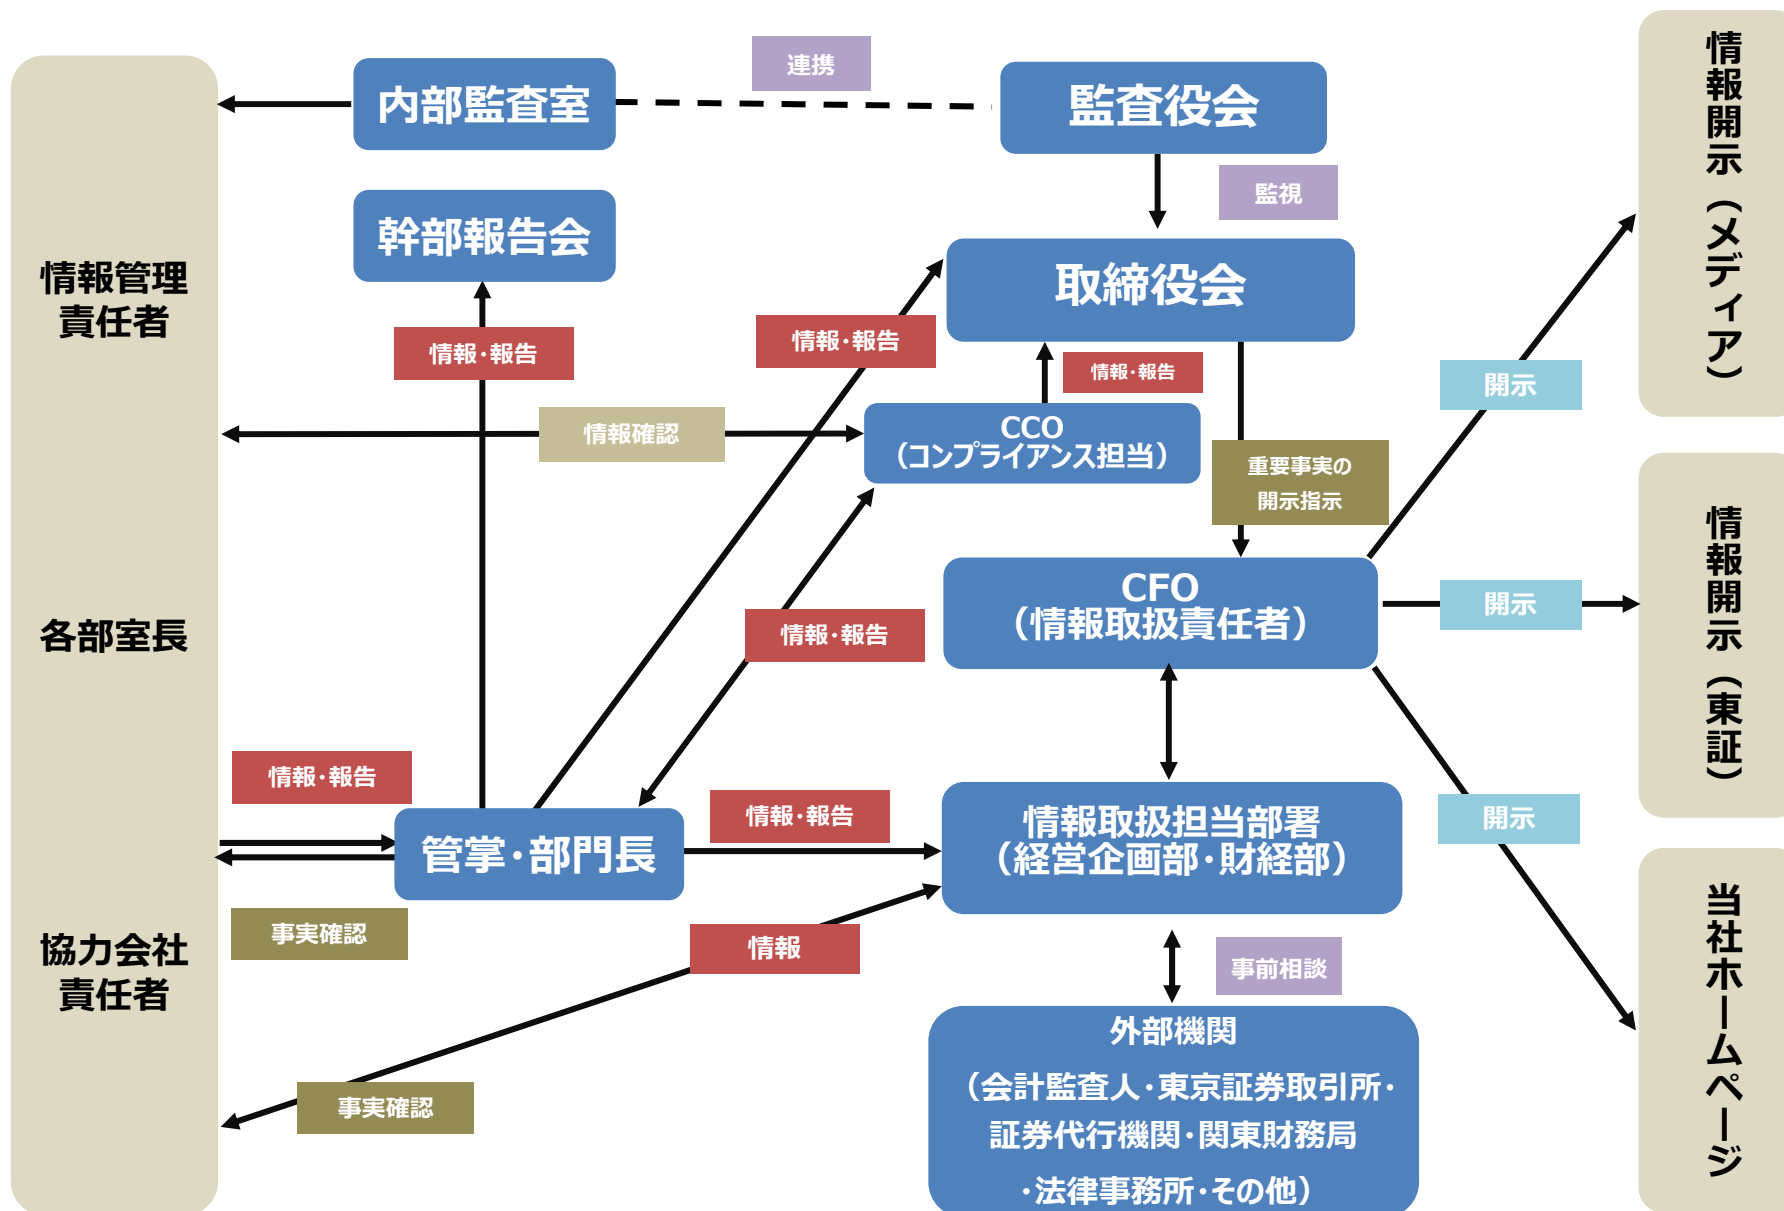 情報管理
責任者
各部室長
協力会社
責任者
内部監査室
連携
監査役会
監視
幹部報告会
取締役会
情報・報告
情報・報告
情報・報告
情報確認
CCO
（コンプライアンス担当）
重要事実の
開示指示
CFO
（情報取扱責任者）
情報・報告
情報・報告
管掌・部門長
情報・報告
情報取扱担当部署
（経営企画部・財経部）
事実確認
情報
事実確認
事前相談
外部機関
（会計監査人・東京証券取引所・
証券代行機関・関東財務局
・法律事務所・その他）
開示
開示
開示
情報開示（メディア）
情報開示（東証）
当社ホームページ